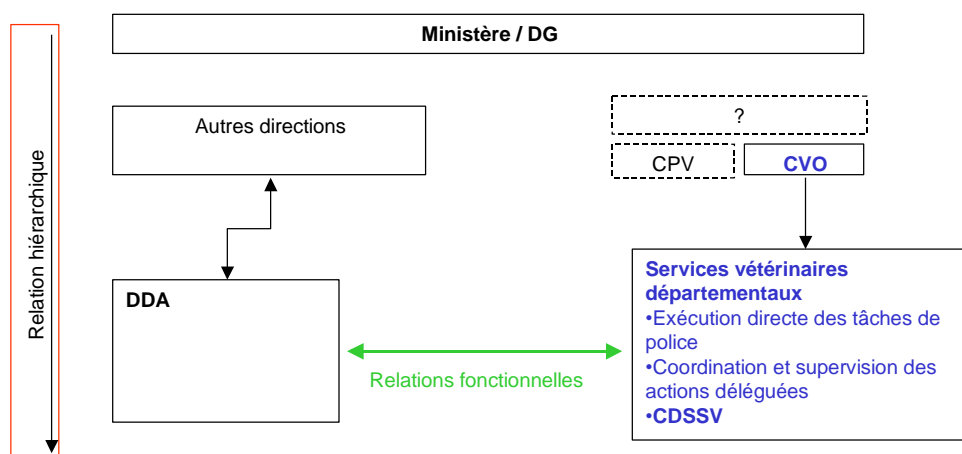 Ministère / DG
Relation hiérarchique
Autres directions
?
CPV
CVO
DDA
Relations fonctionnelles
Services vétérinaires
départementaux
•Exécution directe des tâches de
police
•Coordination et supervision des
actions déléguées
•CDSSV